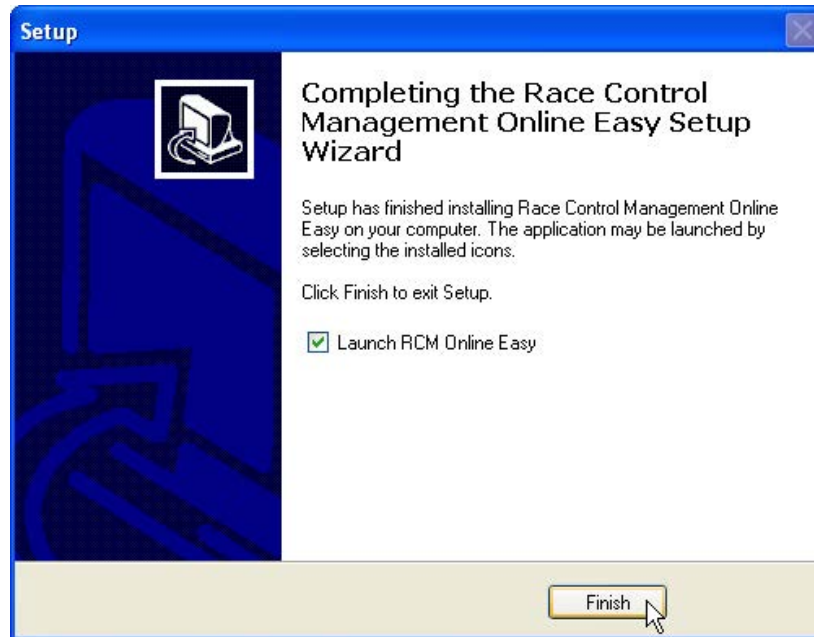 Setup
Completing the Race Control
Management Online Easy Setup
Wizard
Setup has finished installing Race Control Management Online
Easy on your computer. The application may be launched by
selecting the installed icons.
Click Finish to exit Setup.
Launch RCM Online Easy
Finish